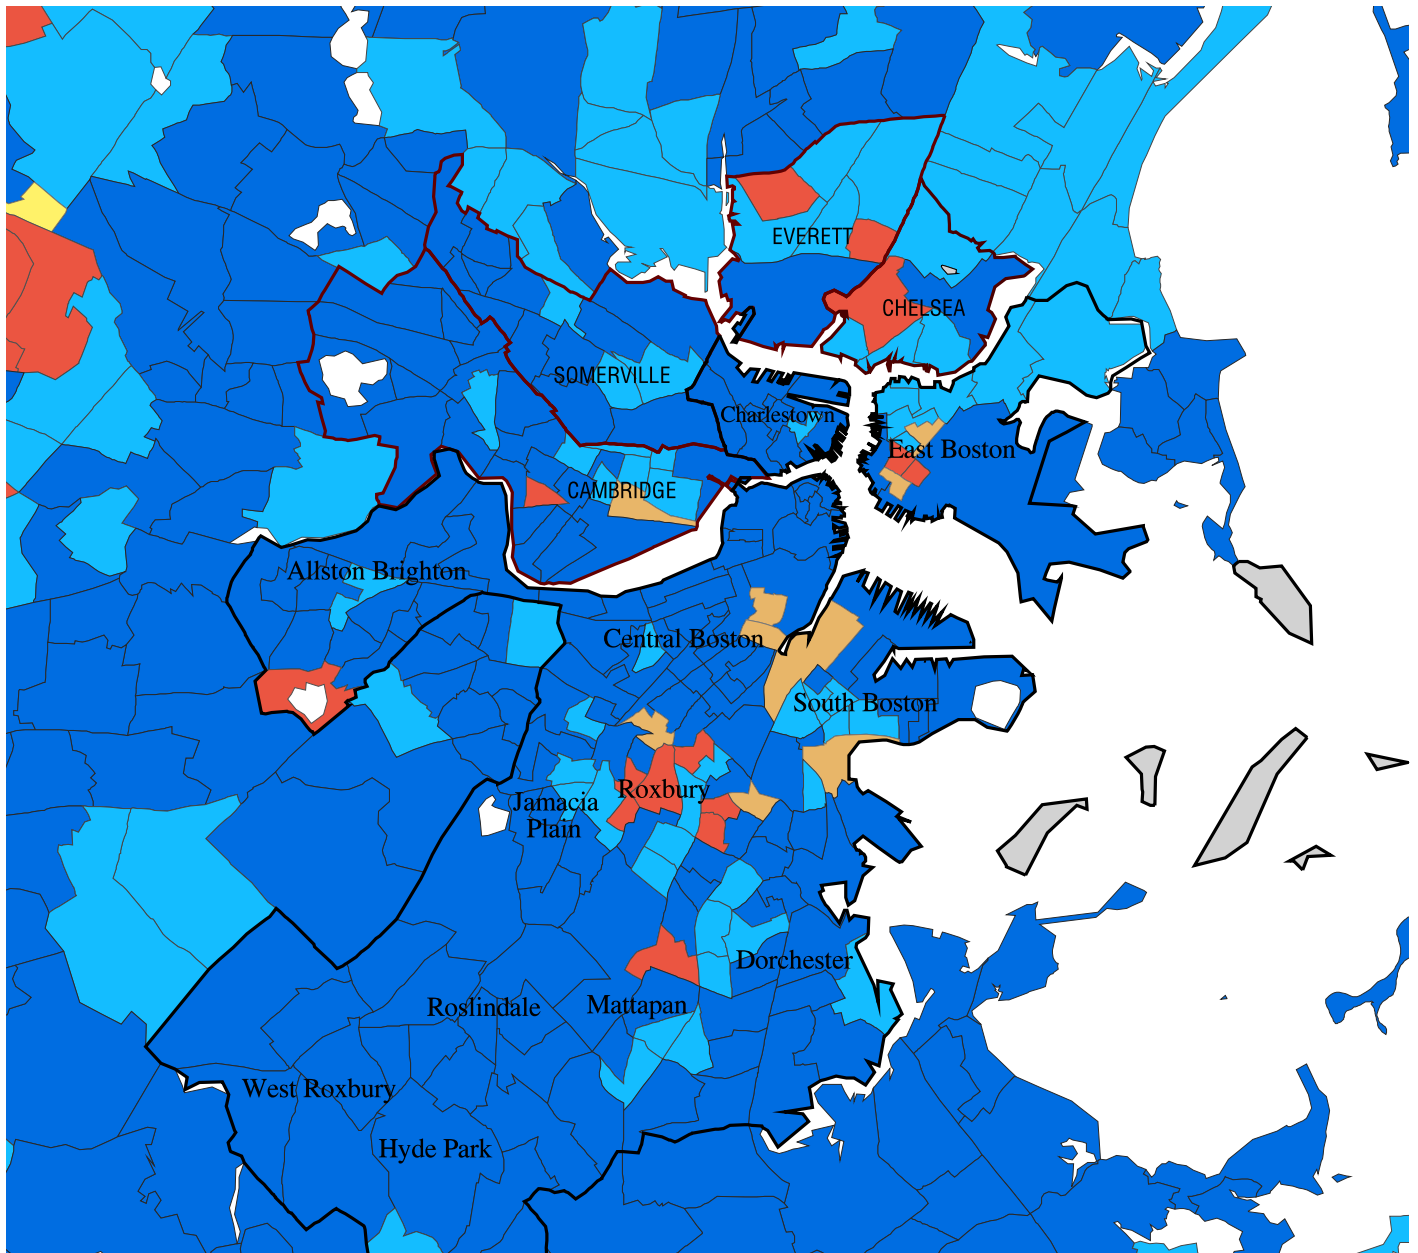 EVERETT
CHELSEA
SOMERVILLE
Charlestown
East Boston
CAMBRIDGE
Allston Brighton
Central Boston
South Boston
Roxbury
Jamacia
Plain
Dorchester
Roslindale
Mattapan
West Roxbury
Hyde Park